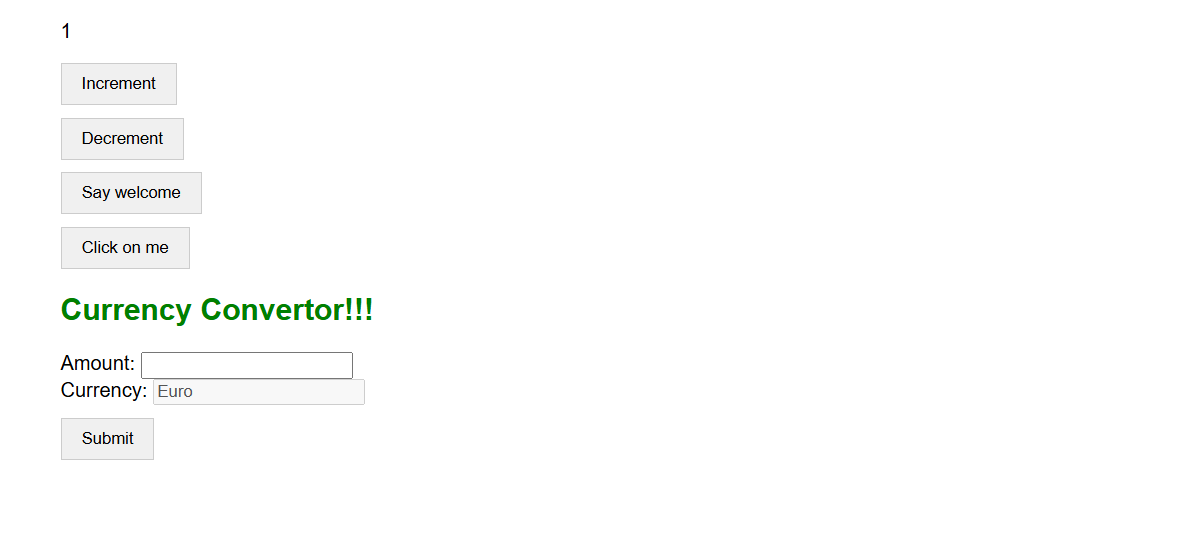 1
Increment
Decrement
Say welcome
Click on me
Currency Convertor!!!
Amount:
Currency: Euro
Submit